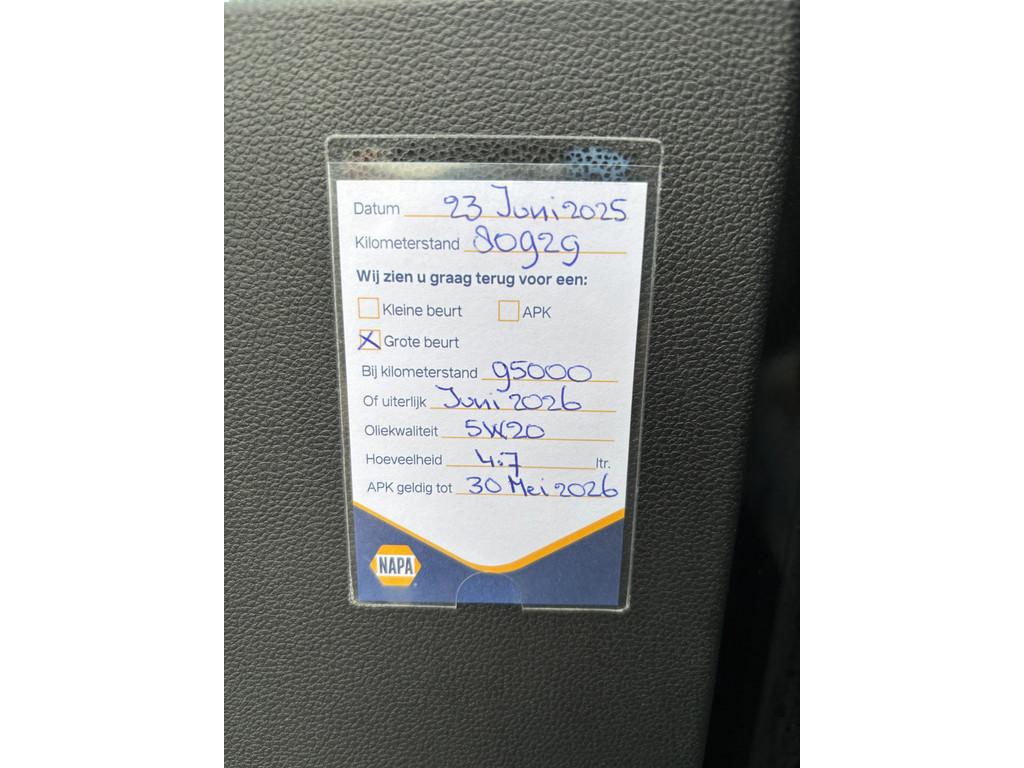 Datum 23 Juni 2025
Kilometerstand 80929
Wij zien u graag terug voor een:
Kleine beurt APK
Grote beurt
Bij kilometerstand 95000
Of uiterlijk Juni 2026
Oliekwaliteit 5W20
Hoeveelheid 4.7 ltr.
APK geldig tot 30 Mei 2026
NAPA